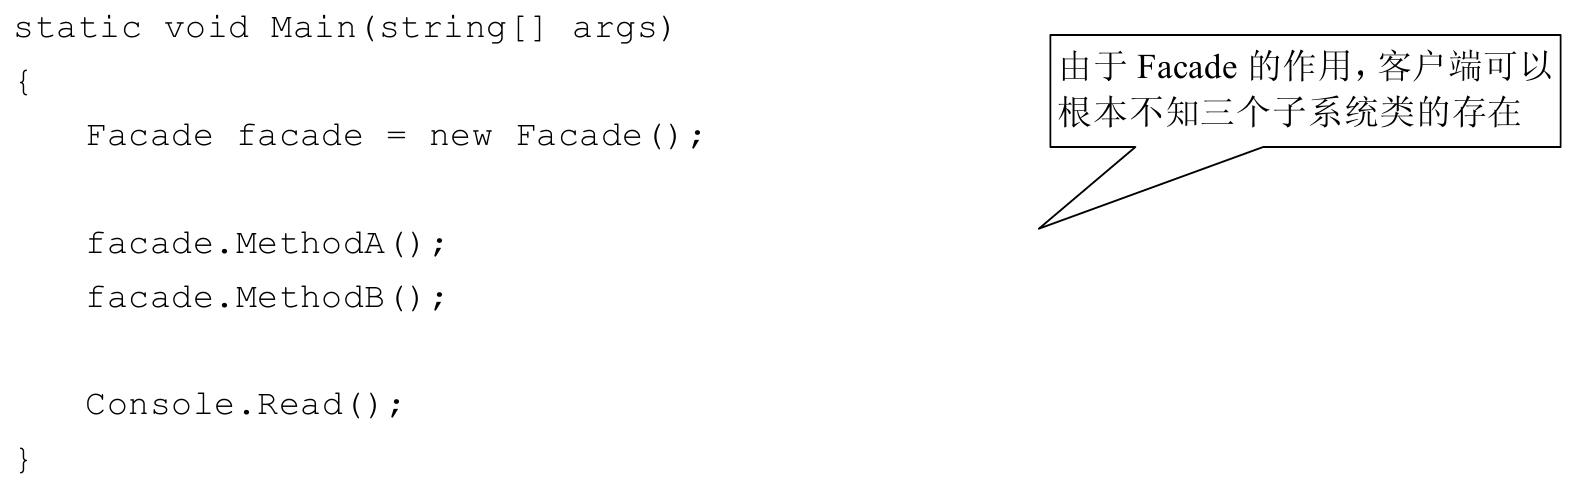 static void Main(string[] args)
{
由于 Facade 的作用，客户端可以
根本不知三个子系统类的存在
Facade facade = new Facade();
facade.MethodA();
facade.MethodB();
Console.Read();
}